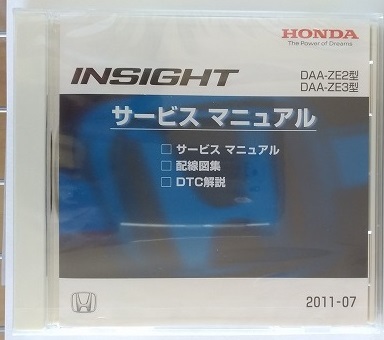 HONDA
The Power of Dreams
INSIGHT
DAA-ZE2型
DAA-ZE3型
サービス マニュアル
□ サービス マニュアル
□ 配線図集
□ DTC解説
2011-07